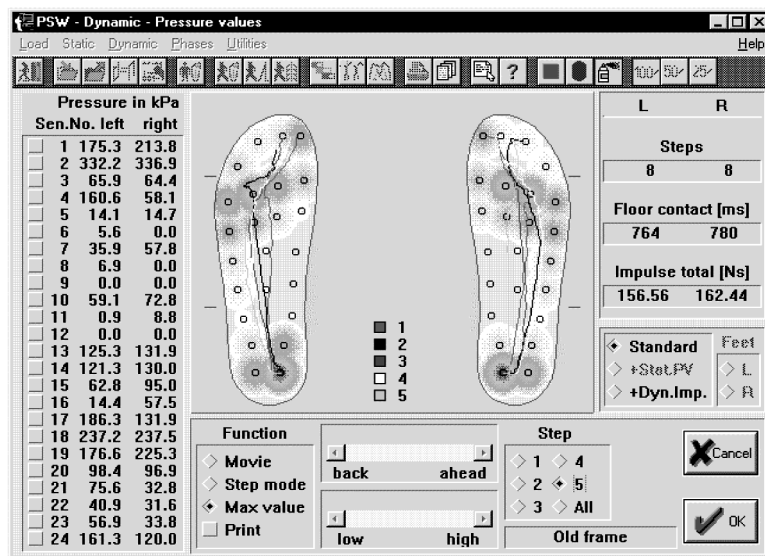 PSW - Dynamic - Pressure values
Load Static Dynamic Phases Utilities Help
? 100/ 50/ 25/
Pressure in kPa
Sen.No. left right
1 175.3 213.8
2 332.2 336.9
3 65.9 64.4
4 160.6 58.1
5 14.1 14.7
6 5.6 0.0
7 35.9 57.8
8 6.9 0.0
9 0.0 0.0
10 59.1 72.8
11 0.9 8.8
12 0.0 0.0
13 125.3 131.9
14 121.3 130.0
15 62.8 95.0
16 14.4 57.5
17 186.3 131.9
18 237.2 237.5
19 176.6 225.3
20 98.4 96.9
21 75.6 32.8
22 40.9 31.6
23 56.9 33.8
24 161.3 120.0
1
2
3
4
5
L R
Steps
8 8
Floor contact [ms]
764 780
Impulse total [Ns]
156.56 162.44
Standard
+Stat.PV
+Dyn.Imp.
Feet
L
R
Function
Movie
Step mode
Max value
Print
back ahead
low high
Step
1 4
2 5
3 All
Old frame
Cancel
OK